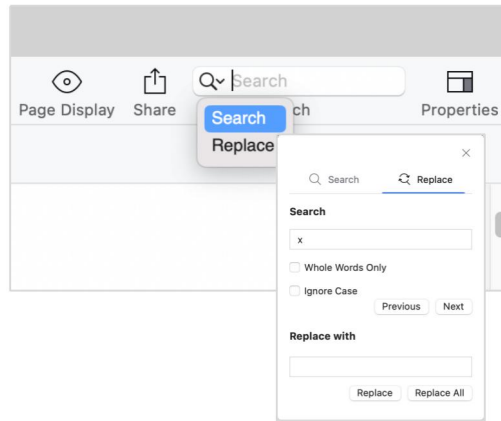 Search
Page Display Share ch Properties
Search
Replace
Search Replace
Search
x
Whole Words Only
Ignore Case
Previous Next
Replace with
Replace Replace All